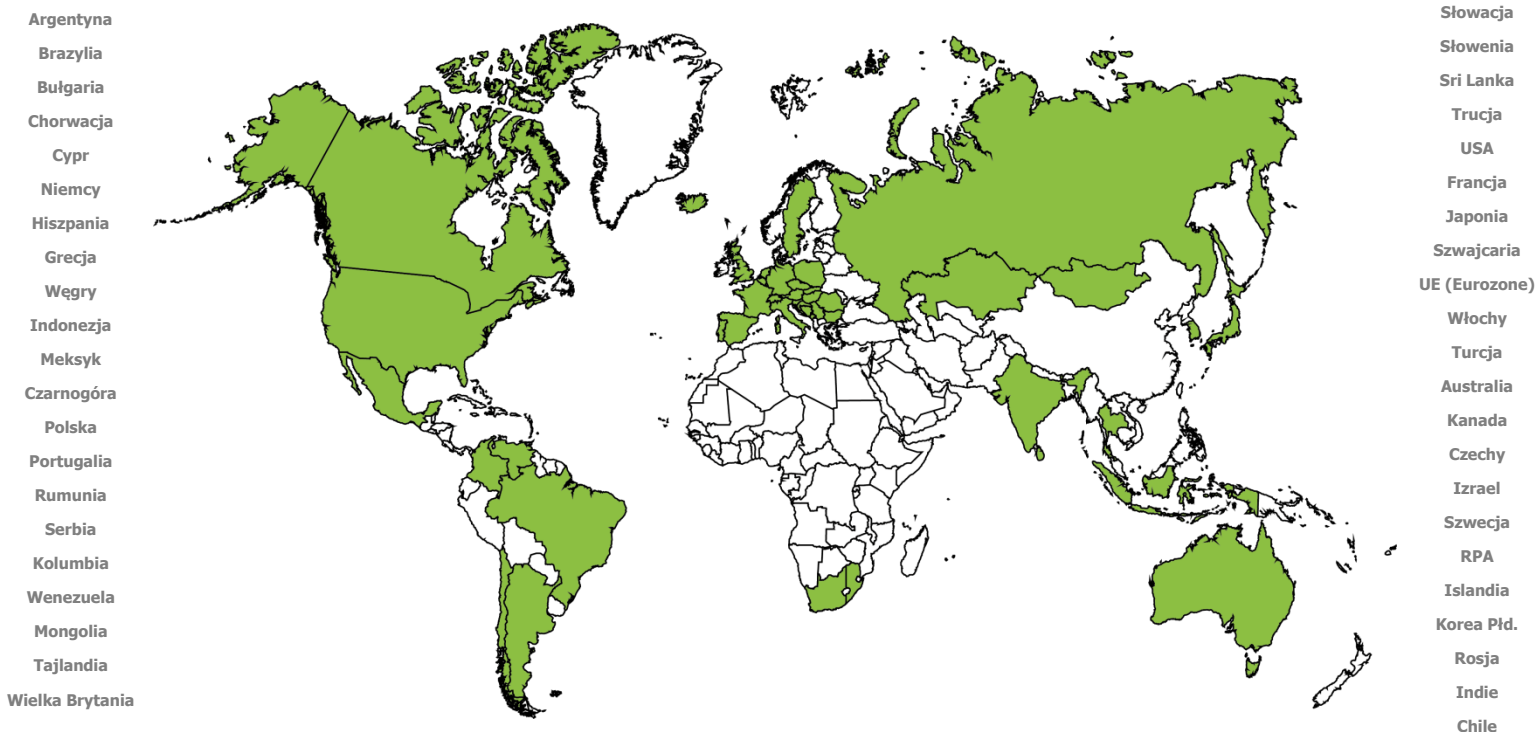 Argentyna
Brazylia
Bułgaria
Chorwacja
Cypr
Niemcy
Hiszpania
Grecja
Węgry
Indonezja
Meksyk
Czarnogóra
Polska
Portugalia
Rumunia
Serbia
Kolumbia
Wenezuela
Mongolia
Tajlandia
Wielka Brytania
Słowacja
Słowenia
Sri Lanka
Trucja
USA
Francja
Japonia
Szwajcaria
UE (Eurozone)
Włochy
Turcja
Australia
Kanada
Czechy
Izrael
Szwecja
RPA
Islandia
Korea Płd.
Rosja
Indie
Chile